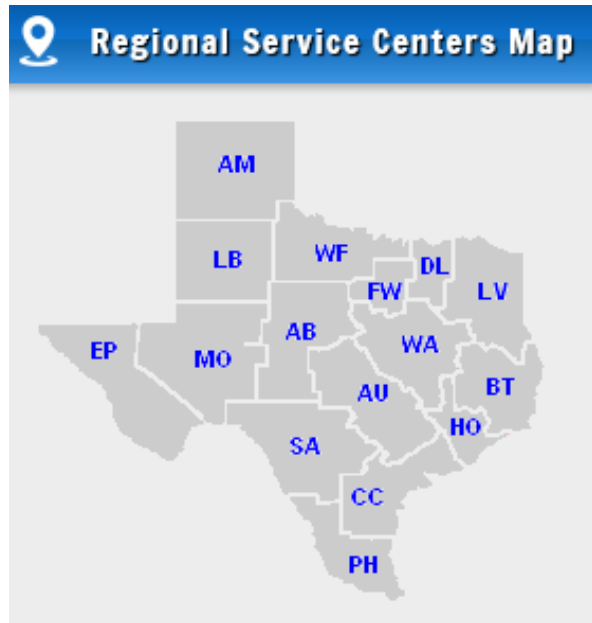 Regional Service Centers Map
AM
LB
WF
DL
FW
LV
EP
MO
AB
WA
AU
BT
HO
SA
CC
PH